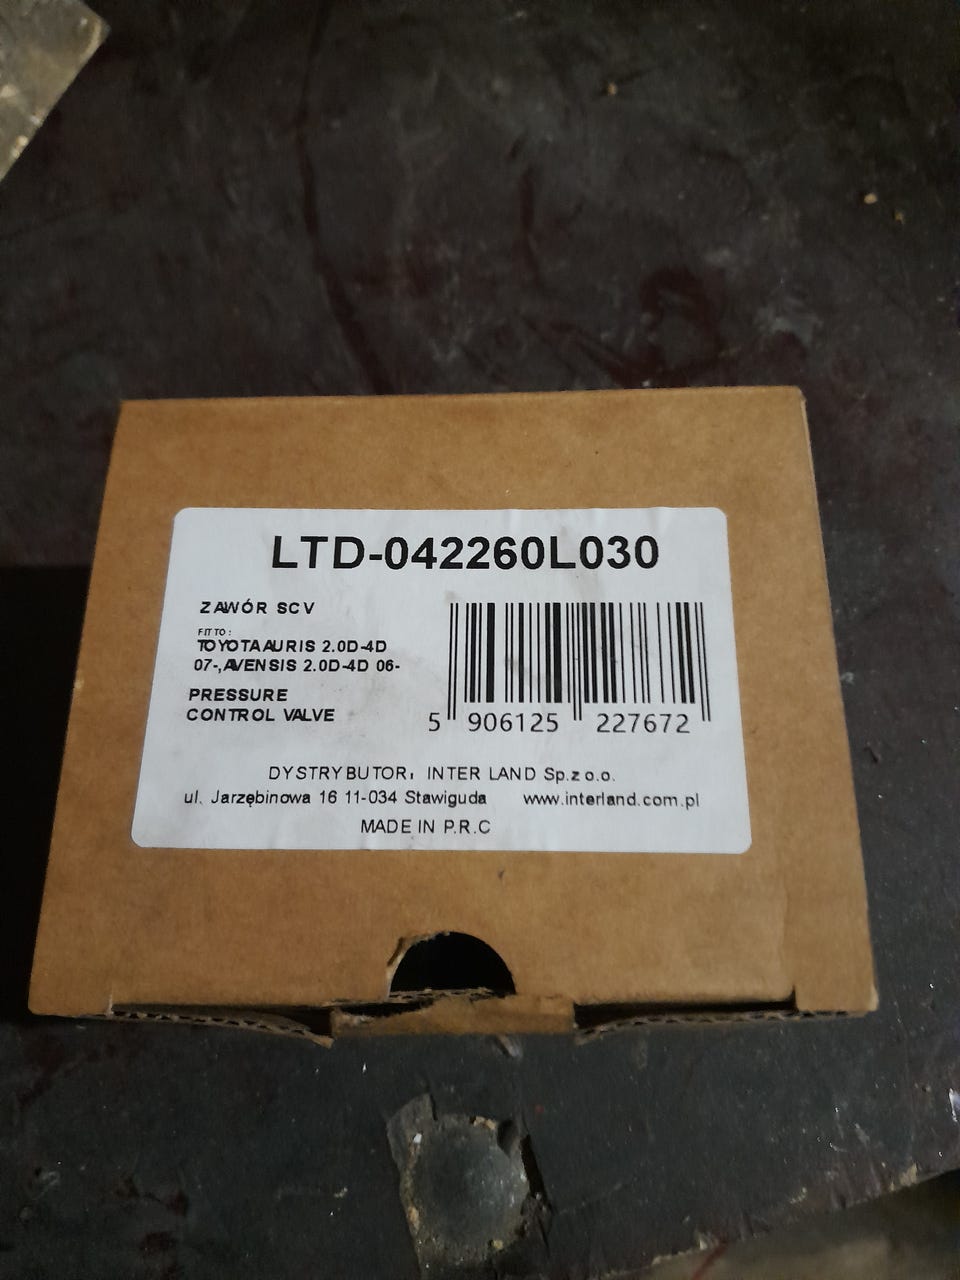 LTD-042260L030
ZAWÓR SCV
FIT TO:
TOYOTA AURIS 2.0D-4D
07-, AVENSIS 2.0D-4D 06-
PRESSURE
CONTROL VALVE
5 906125 227672
DYSTRYBUTOR: INTER LAND Sp.z o.o.
ul. Jarzębinowa 16 11-034 Stawiguda www.interland.com.pl
MADE IN P.R.C